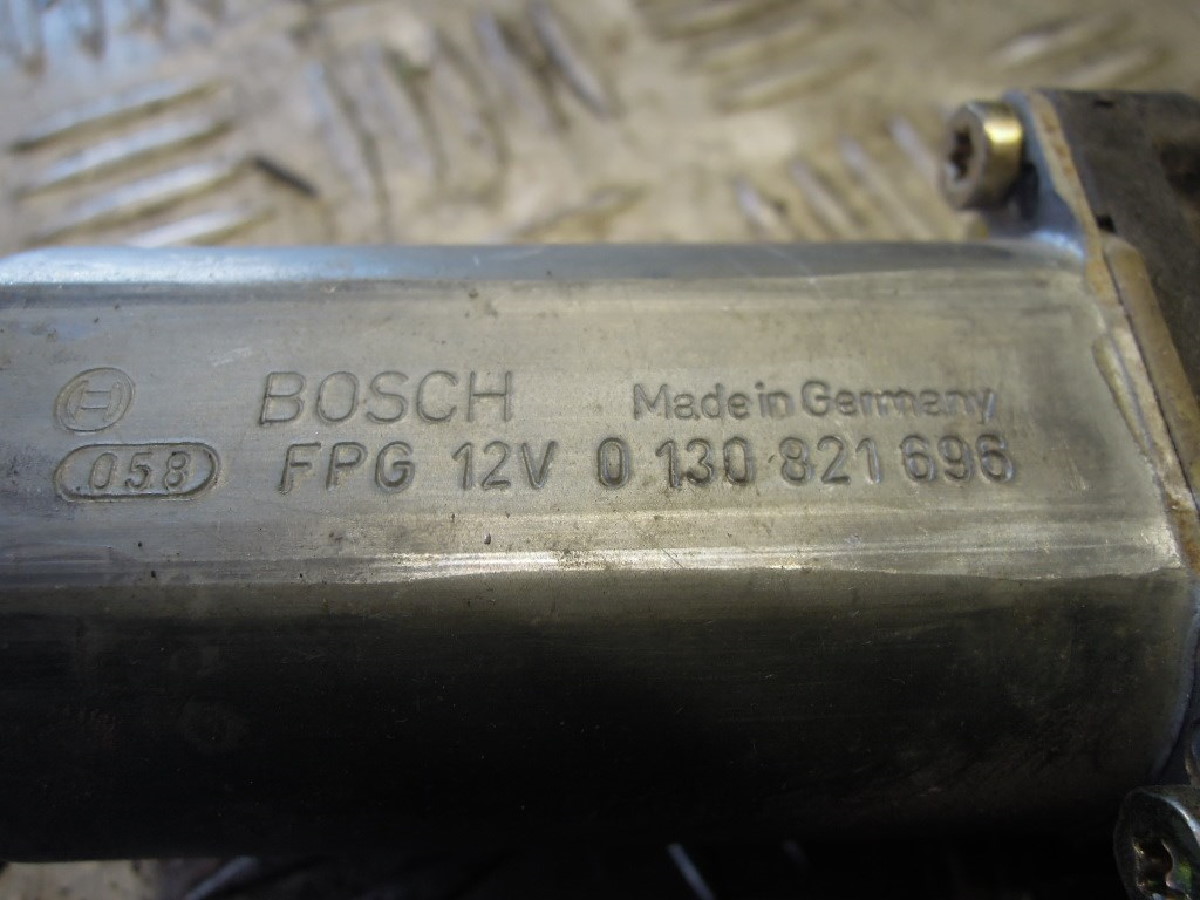 BOSCH Made in Germany
058 FPG 12V 0 130 821 696